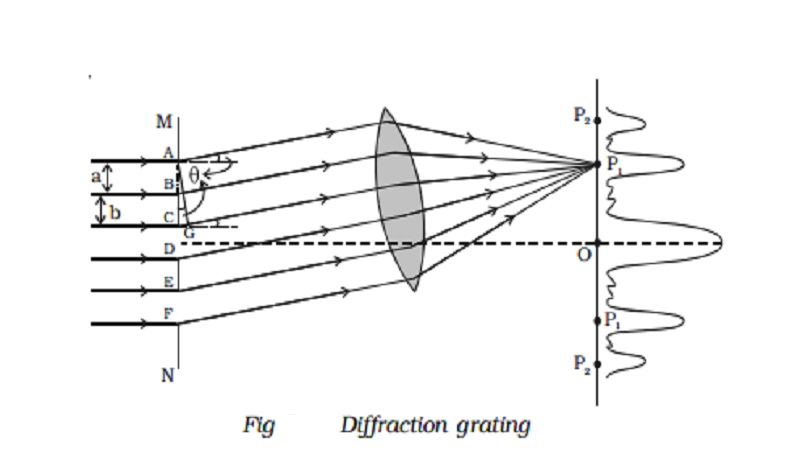 M
P₂
A
θ
P₁
a
B
b
C
G
D
O
E
F
P₁
P₂
N
Fig Diffraction grating